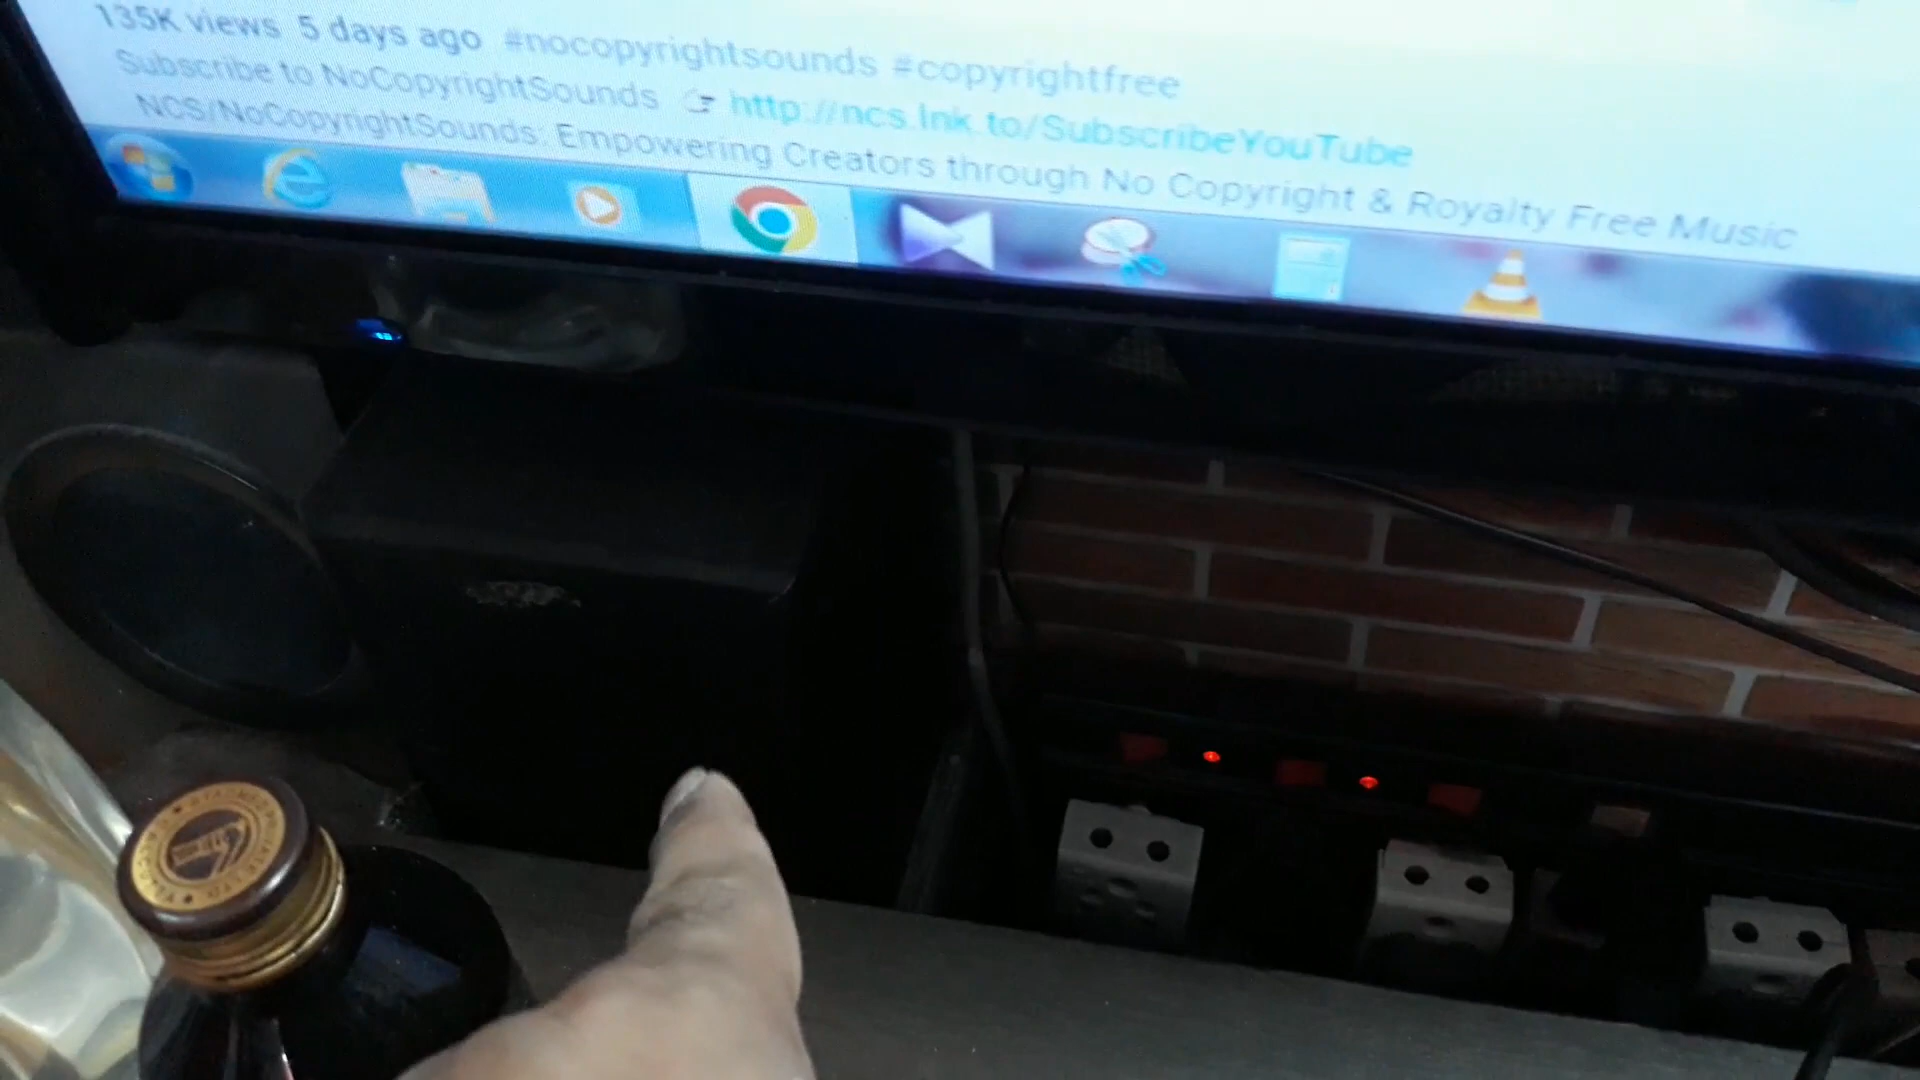 135K views 5 days ago #nocopyrightsounds #copyrightfree
Subscribe to NoCopyrightSounds ☞ http://ncs.lnk.to/SubscribeYouTube
NCS/NoCopyrightSounds: Empowering Creators through No Copyright & Royalty Free Music